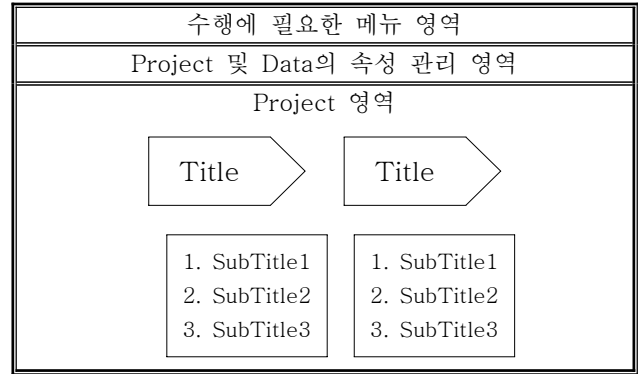 수행에 필요한 메뉴 영역
Project 및 Data의 속성 관리 영역
Project 영역
Title
Title
1. SubTitle1
2. SubTitle2
3. SubTitle3
1. SubTitle1
2. SubTitle2
3. SubTitle3